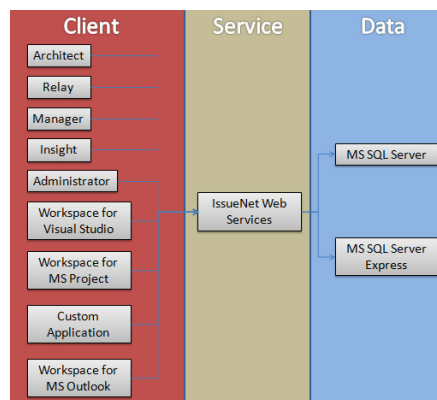 Client
Service
Data
Architect
Relay
Manager
Insight
Administrator
Workspace for
Visual Studio
Workspace for
MS Project
Custom
Application
Workspace for
MS Outlook
IssueNet Web
Services
MS SQL Server
MS SQL Server
Express